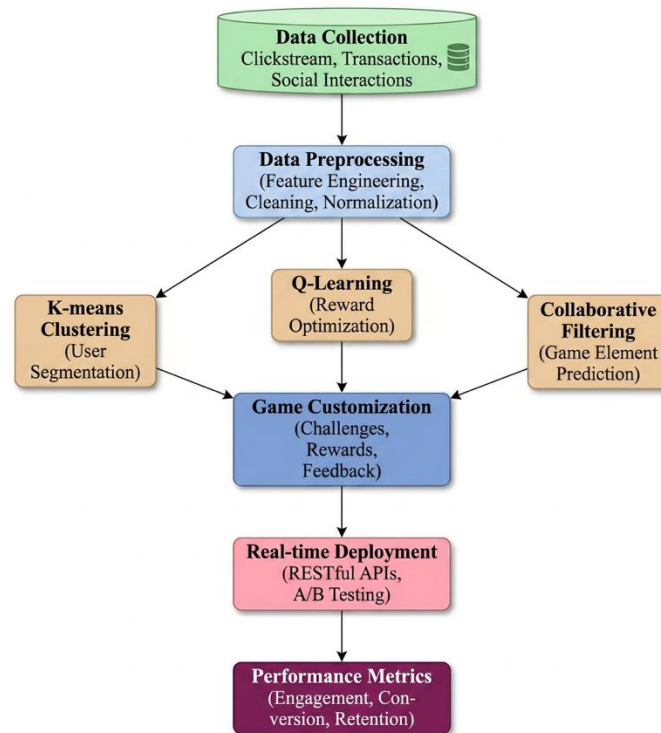 Data Collection
Clickstream, Transactions,
Social Interactions
Data Preprocessing
(Feature Engineering,
Cleaning, Normalization)
K-means
Clustering
(User
Segmentation)
Q-Learning
(Reward
Optimization)
Collaborative
Filtering
(Game Element
Prediction)
Game Customization
(Challenges,
Rewards,
Feedback)
Real-time Deployment
(RESTful APIs,
A/B Testing)
Performance Metrics
(Engagement, Con-
version, Retention)